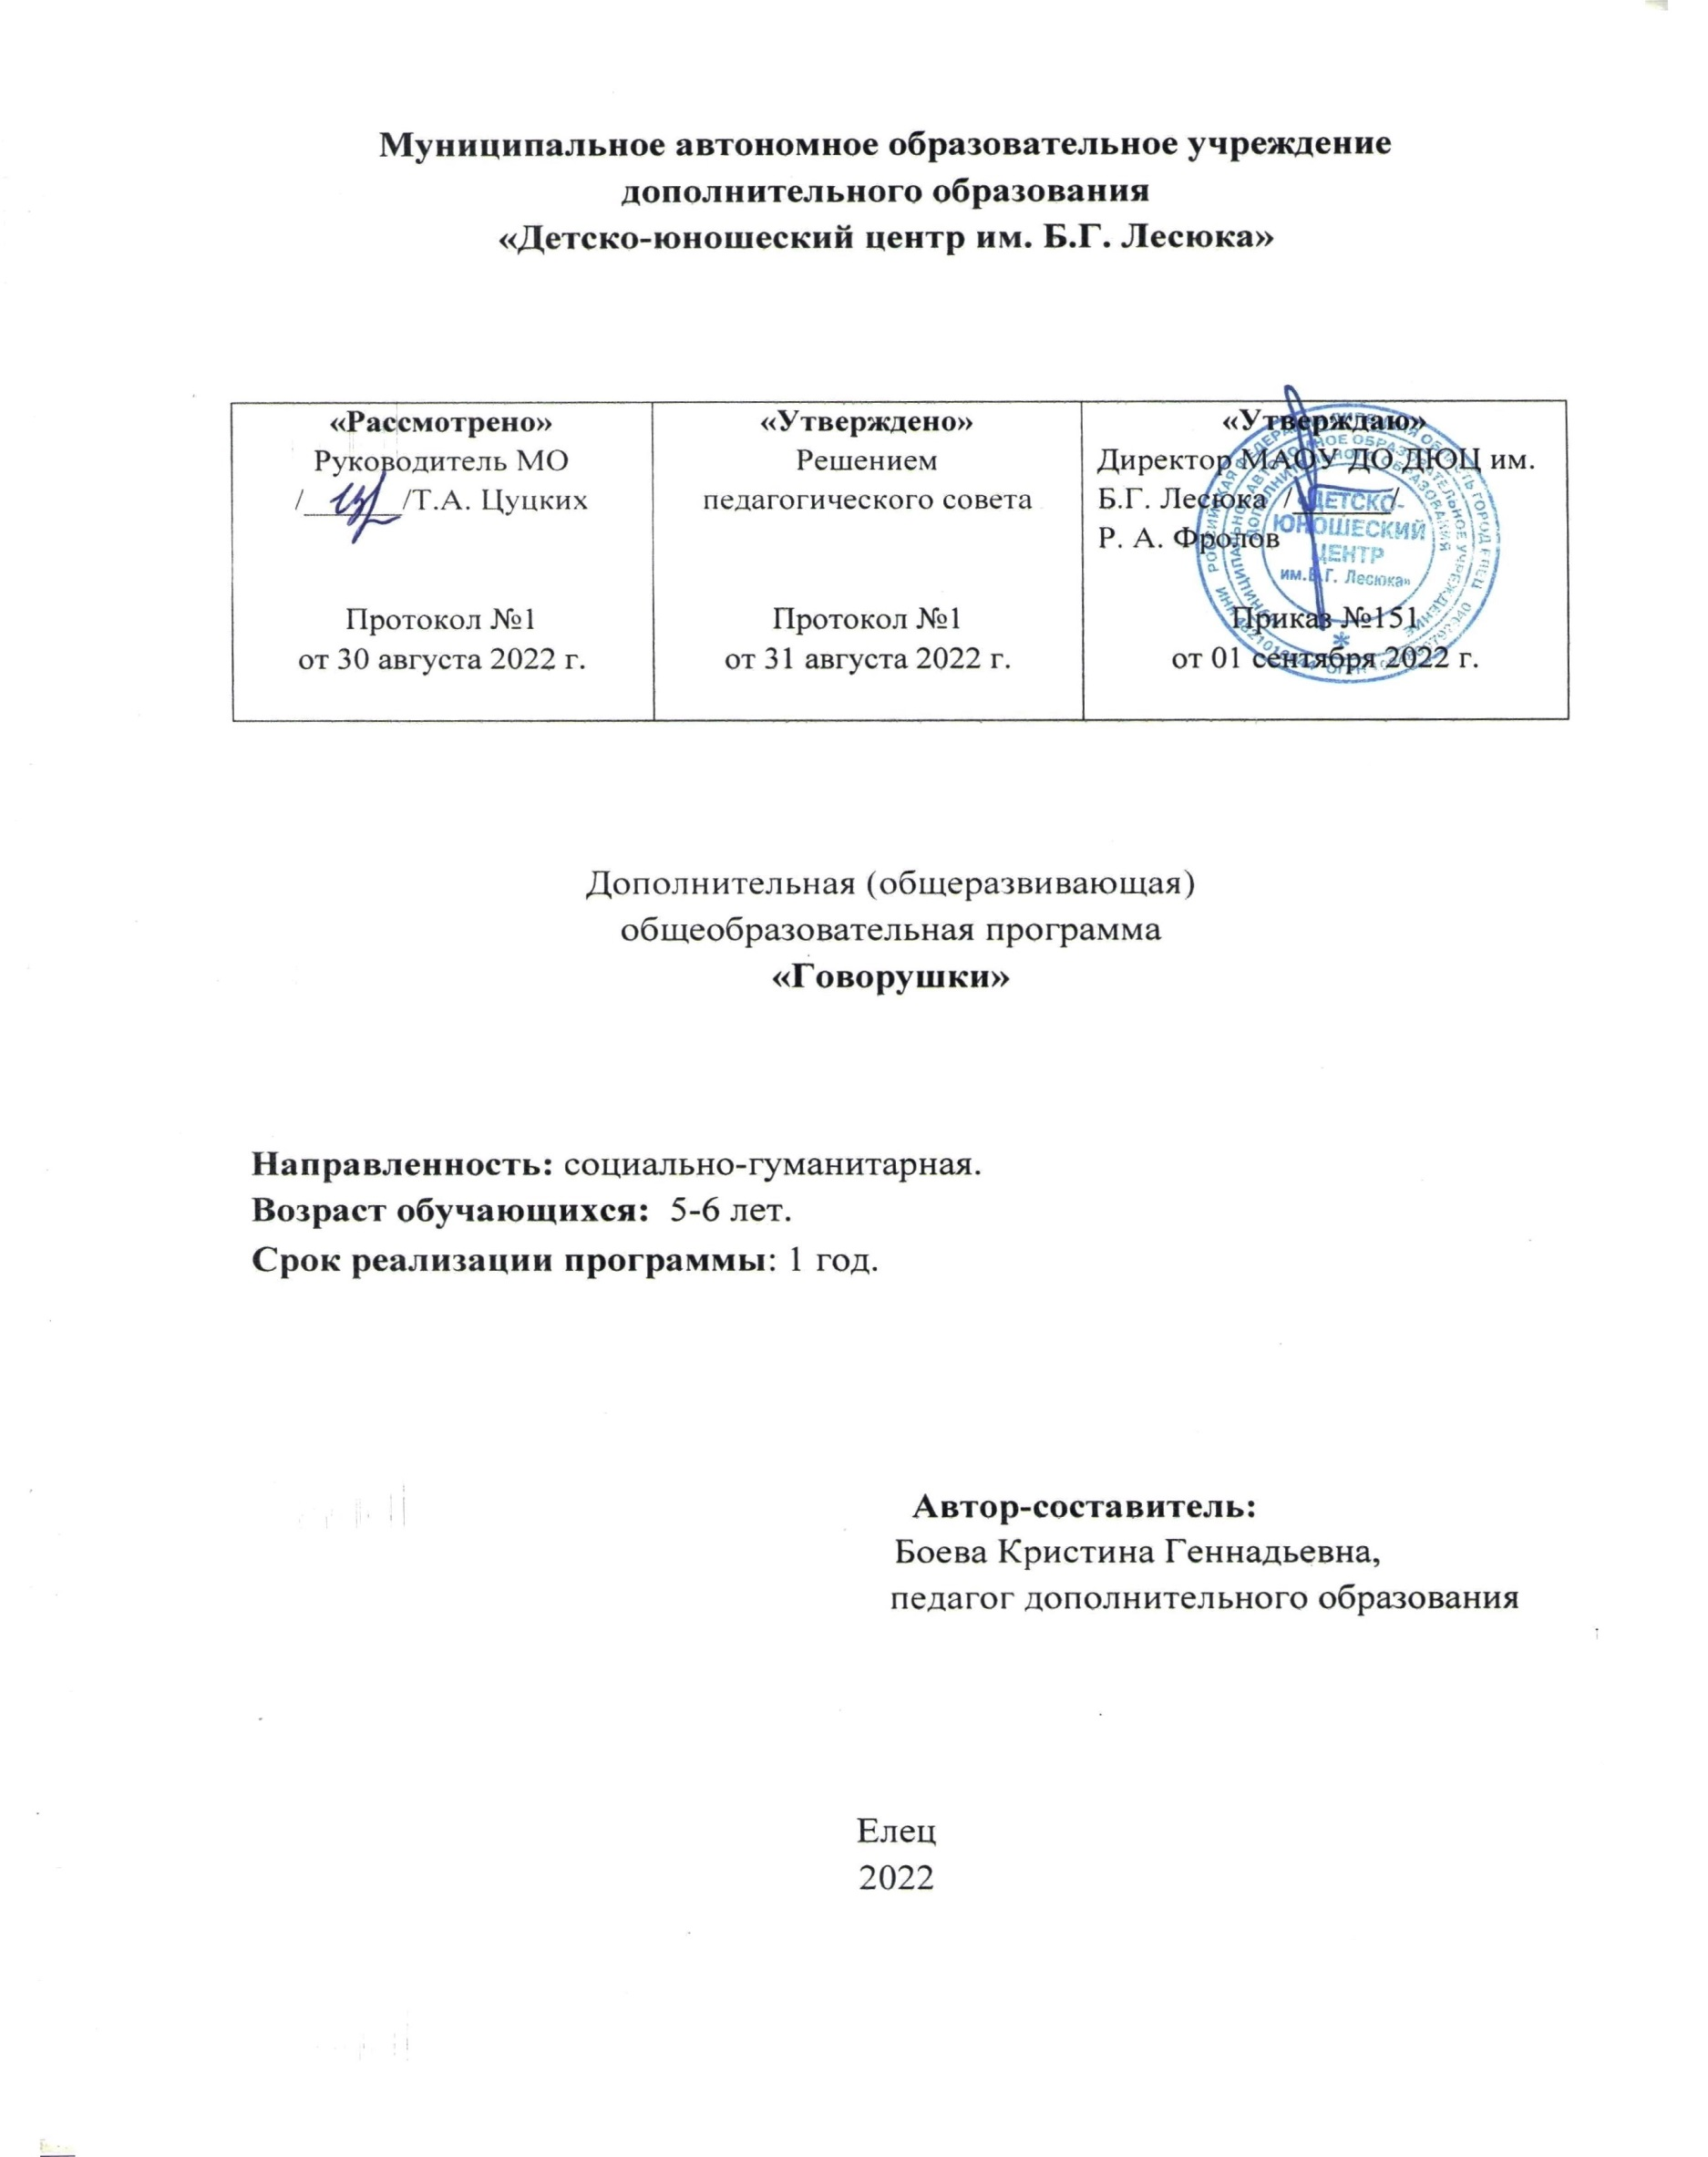 Муниципальное автономное образовательное учреждение
дополнительного образования
«Детско-юношеский центр им. Б.Г. Лесюка»
«Рассмотрено»
Руководитель МО
/______/Т.А. Цуцких
Протокол №1
от 30 августа 2022 г.
«Утверждено»
Решением
педагогического совета
Протокол №1
от 31 августа 2022 г.
«Утверждаю»
Директор МАОУ ДО ДЮЦ им.
Б.Г. Лесюка /______/
Р. А. Фролов
Приказ №151
от 01 сентября 2022 г.
«ДЕТСКО-
ЮНОШЕСКИЙ
ЦЕНТР
им.Б.Г. Лесюка»
Дополнительная (общеразвивающая)
общеобразовательная программа
«Говорушки»
Направленность: социально-гуманитарная.
Возраст обучающихся: 5-6 лет.
Срок реализации программы: 1 год.
Автор-составитель:
Боева Кристина Геннадьевна,
педагог дополнительного образования
Елец
2022